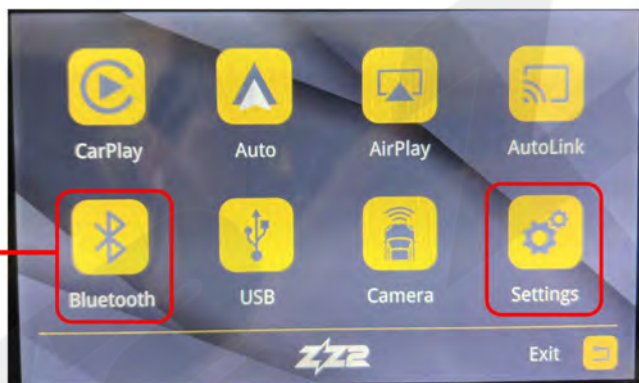 CarPlay Auto AirPlay AutoLink
Bluetooth USB Camera Settings
ZZ2 Exit